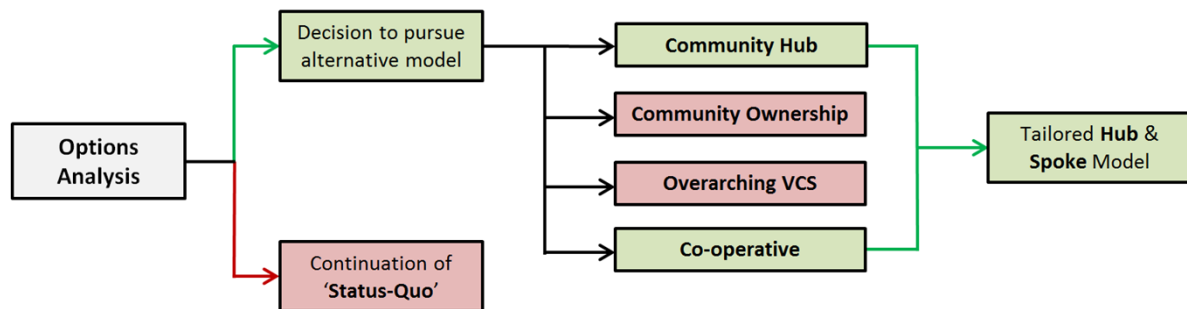 Options
Analysis
Decision to pursue
alternative model
Continuation of
‘Status-Quo’
Community Hub
Community Ownership
Overarching VCS
Co-operative
Tailored Hub &
Spoke Model